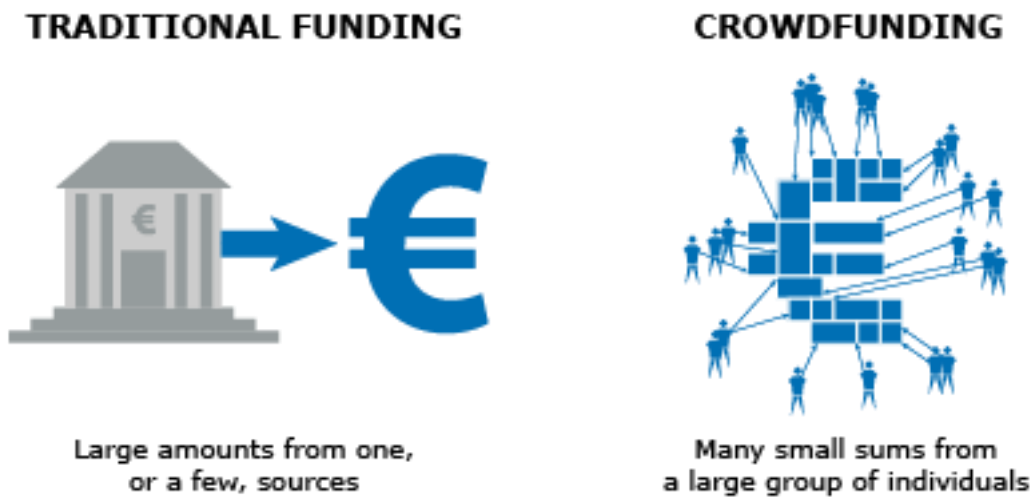 TRADITIONAL FUNDING
€
€
Large amounts from one,
or a few, sources
CROWDFUNDING
Many small sums from
a large group of individuals